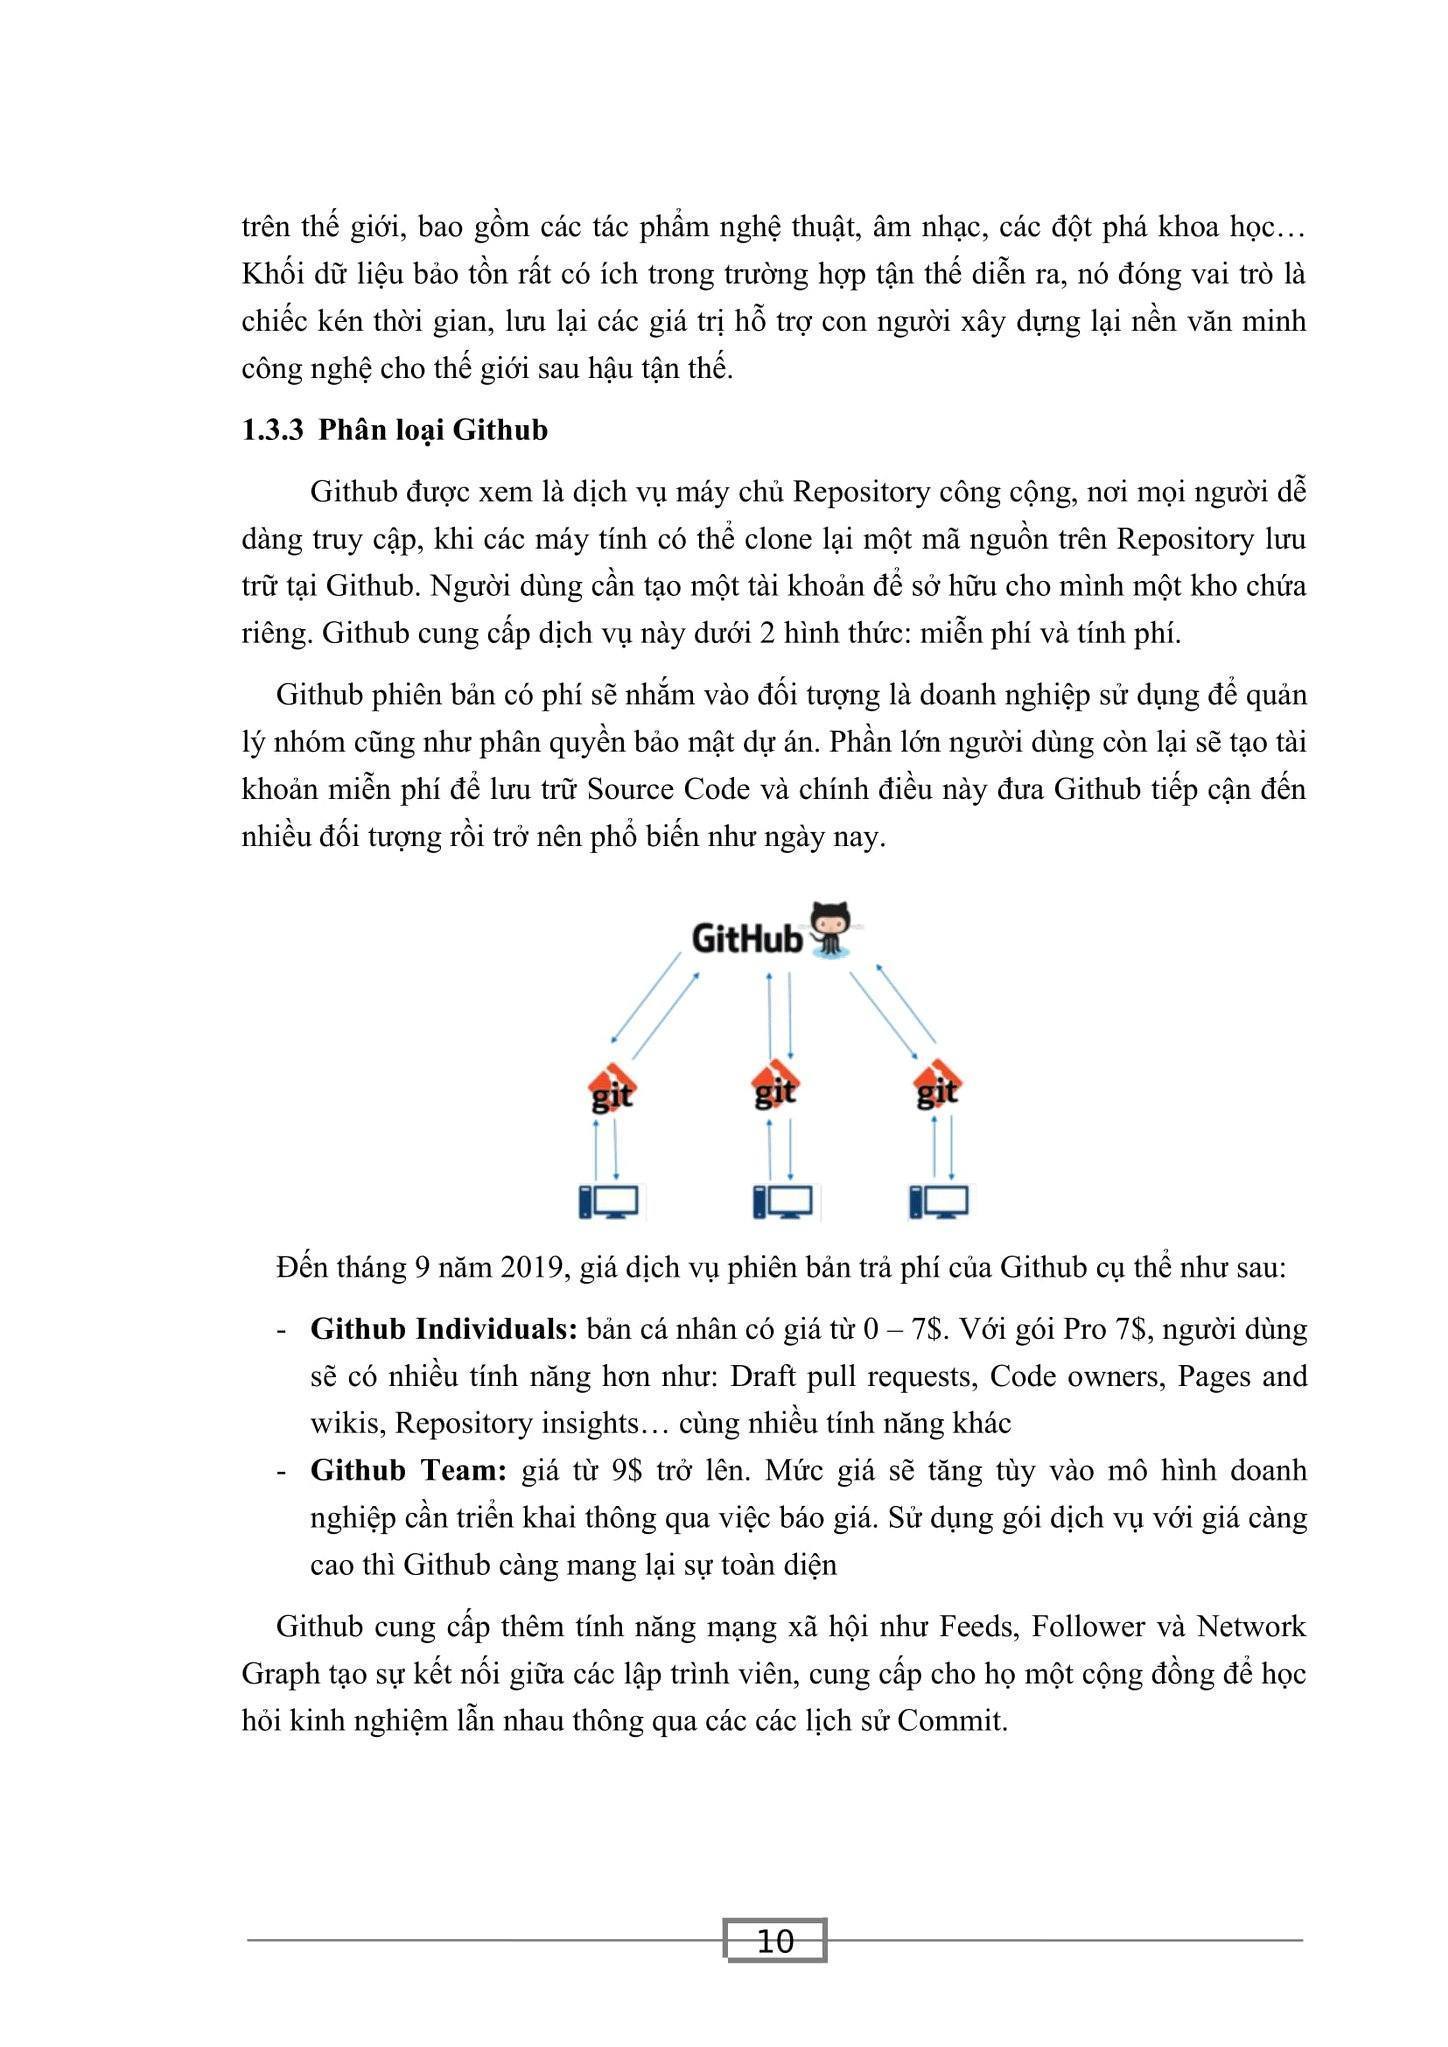 trên thế giới, bao gồm các tác phẩm nghệ thuật, âm nhạc, các đột phá khoa học…
Khối dữ liệu bảo tồn rất có ích trong trường hợp tận thế diễn ra, nó đóng vai trò là
chiếc kén thời gian, lưu lại các giá trị hỗ trợ con người xây dựng lại nền văn minh
công nghệ cho thế giới sau hậu tận thế.
1.3.3 Phân loại Github
Github được xem là dịch vụ máy chủ Repository công cộng, nơi mọi người dễ
dàng truy cập, khi các máy tính có thể clone lại một mã nguồn trên Repository lưu
trữ tại Github. Người dùng cần tạo một tài khoản để sở hữu cho mình một kho chứa
riêng. Github cung cấp dịch vụ này dưới 2 hình thức: miễn phí và tính phí.
Github phiên bản có phí sẽ nhắm vào đối tượng là doanh nghiệp sử dụng để quản
lý nhóm cũng như phân quyền bảo mật dự án. Phần lớn người dùng còn lại sẽ tạo tài
khoản miễn phí để lưu trữ Source Code và chính điều này đưa Github tiếp cận đến
nhiều đối tượng rồi trở nên phổ biến như ngày nay.
GitHub
git git git
Đến tháng 9 năm 2019, giá dịch vụ phiên bản trả phí của Github cụ thể như sau:
- Github Individuals: bản cá nhân có giá từ 0 – 7$. Với gói Pro 7$, người dùng
sẽ có nhiều tính năng hơn như: Draft pull requests, Code owners, Pages and
wikis, Repository insights… cùng nhiều tính năng khác
- Github Team: giá từ 9$ trở lên. Mức giá sẽ tăng tùy vào mô hình doanh
nghiệp cần triển khai thông qua việc báo giá. Sử dụng gói dịch vụ với giá càng
cao thì Github càng mang lại sự toàn diện
Github cung cấp thêm tính năng mạng xã hội như Feeds, Follower và Network
Graph tạo sự kết nối giữa các lập trình viên, cung cấp cho họ một cộng đồng để học
hỏi kinh nghiệm lẫn nhau thông qua các các lịch sử Commit.
10